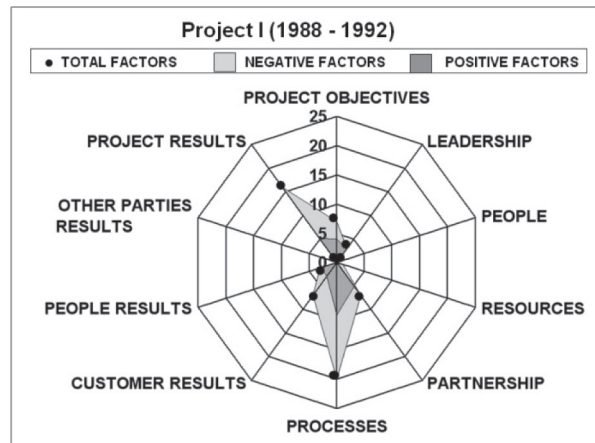 Project I (1988 - 1992)
TOTAL FACTORS NEGATIVE FACTORS POSITIVE FACTORS
PROJECT OBJECTIVES
25
PROJECT RESULTS LEADERSHIP
20
15
OTHER PARTIES
RESULTS
PEOPLE
10
5
0
PEOPLE RESULTS RESOURCES
CUSTOMER RESULTS PARTNERSHIP
PROCESSES